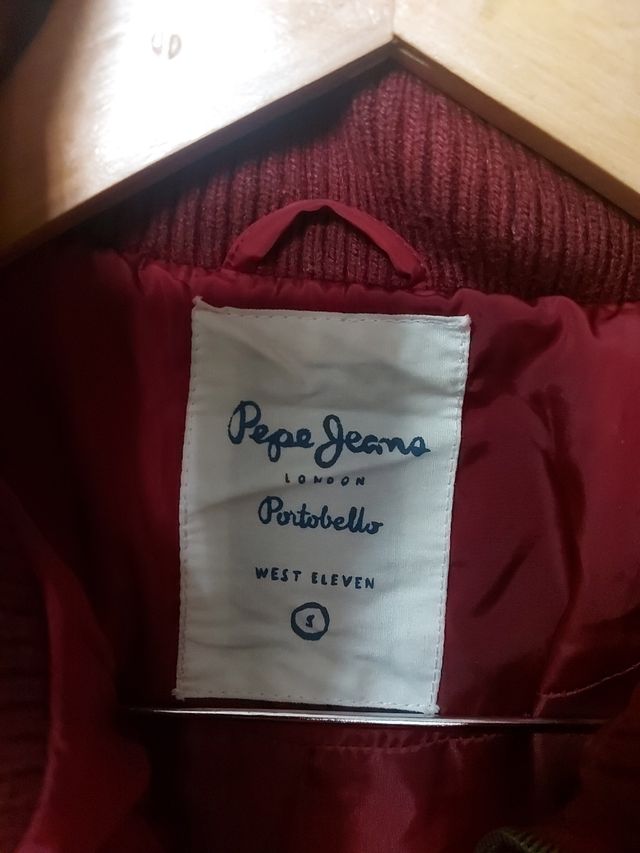 Pepe Jeans
LONDON
Portobello
WEST ELEVEN
S